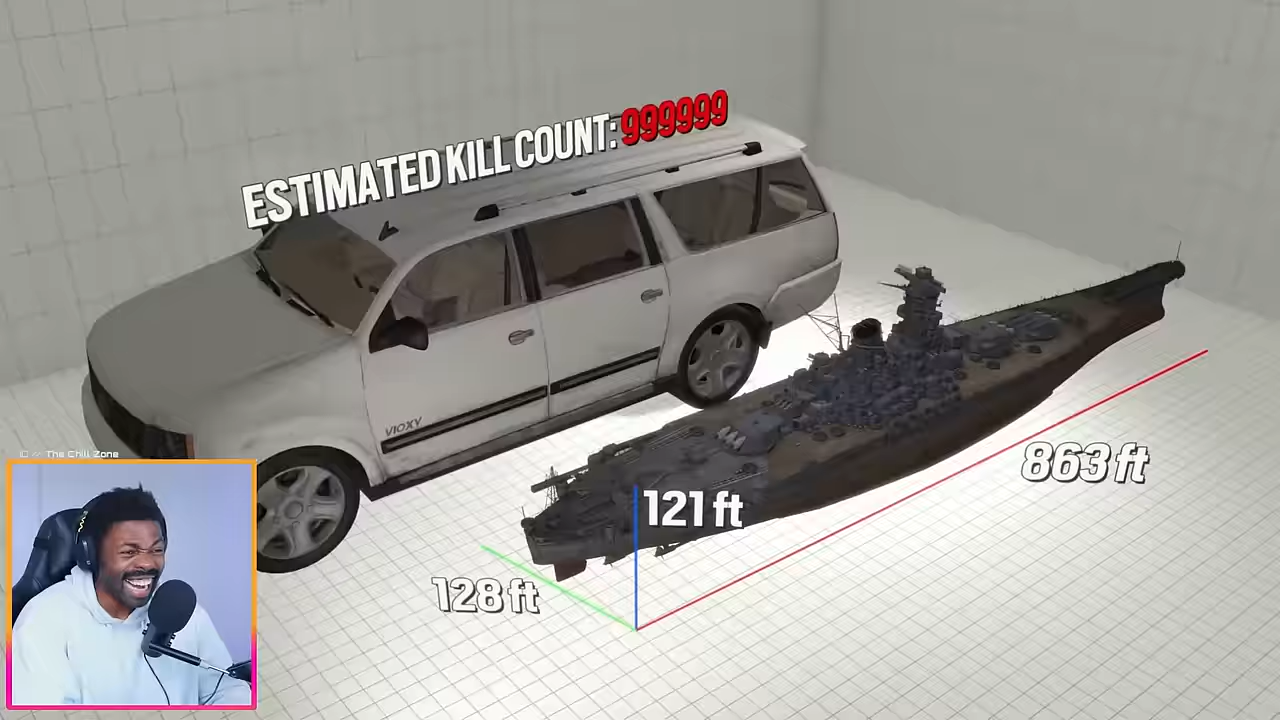 ESTIMATED KILL COUNT: 999999
VIOXY
The Chill Zone
863 ft
121 ft
128 ft